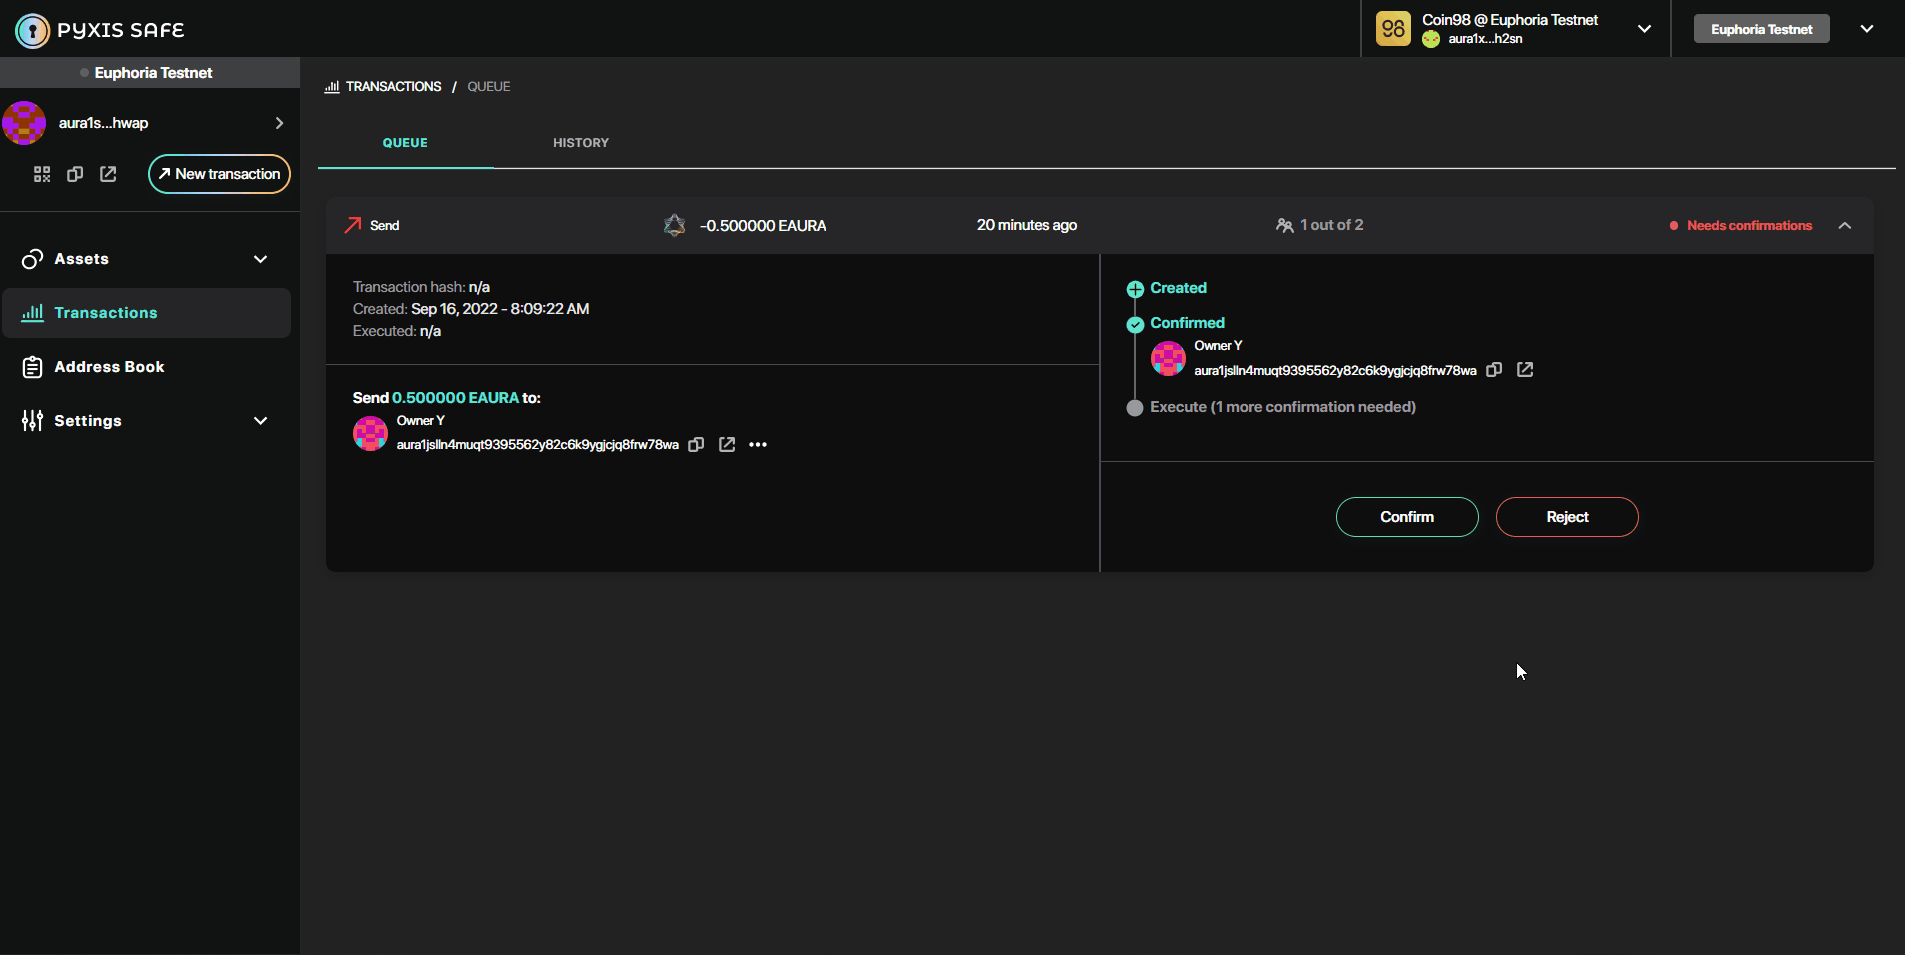 PYXIS SAFE
Coin98 @ Euphoria Testnet
aura1x...h2sn
Euphoria Testnet
Euphoria Testnet
aura1s...hwap
New transaction
Assets
Transactions
Address Book
Settings
TRANSACTIONS / QUEUE
QUEUE
HISTORY
Send
-0.500000 EAURA
20 minutes ago
1 out of 2
Needs confirmations
Transaction hash: n/a
Created: Sep 16, 2022 - 8:09:22 AM
Executed: n/a
Send 0.500000 EAURA to:
Owner Y
aura1jslln4muqt9395562y82c6k9ygjcjq8frw78wa
Created
Confirmed
Owner Y
aura1jslln4muqt9395562y82c6k9ygjcjq8frw78wa
Execute (1 more confirmation needed)
Confirm
Reject